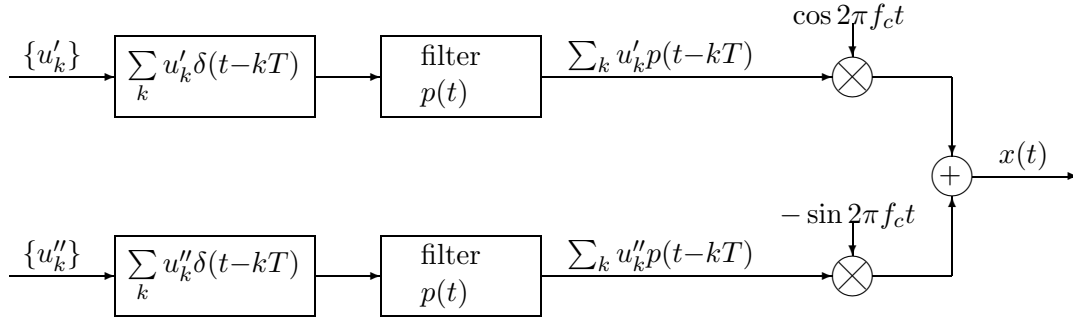 cos 2πf_c t
{u′_k}
∑_k u′_k δ(t−kT)
filter
p(t)
∑_k u′_k p(t−kT)
x(t)
+
− sin 2πf_c t
{u″_k}
∑_k u″_k δ(t−kT)
filter
p(t)
∑_k u″_k p(t−kT)